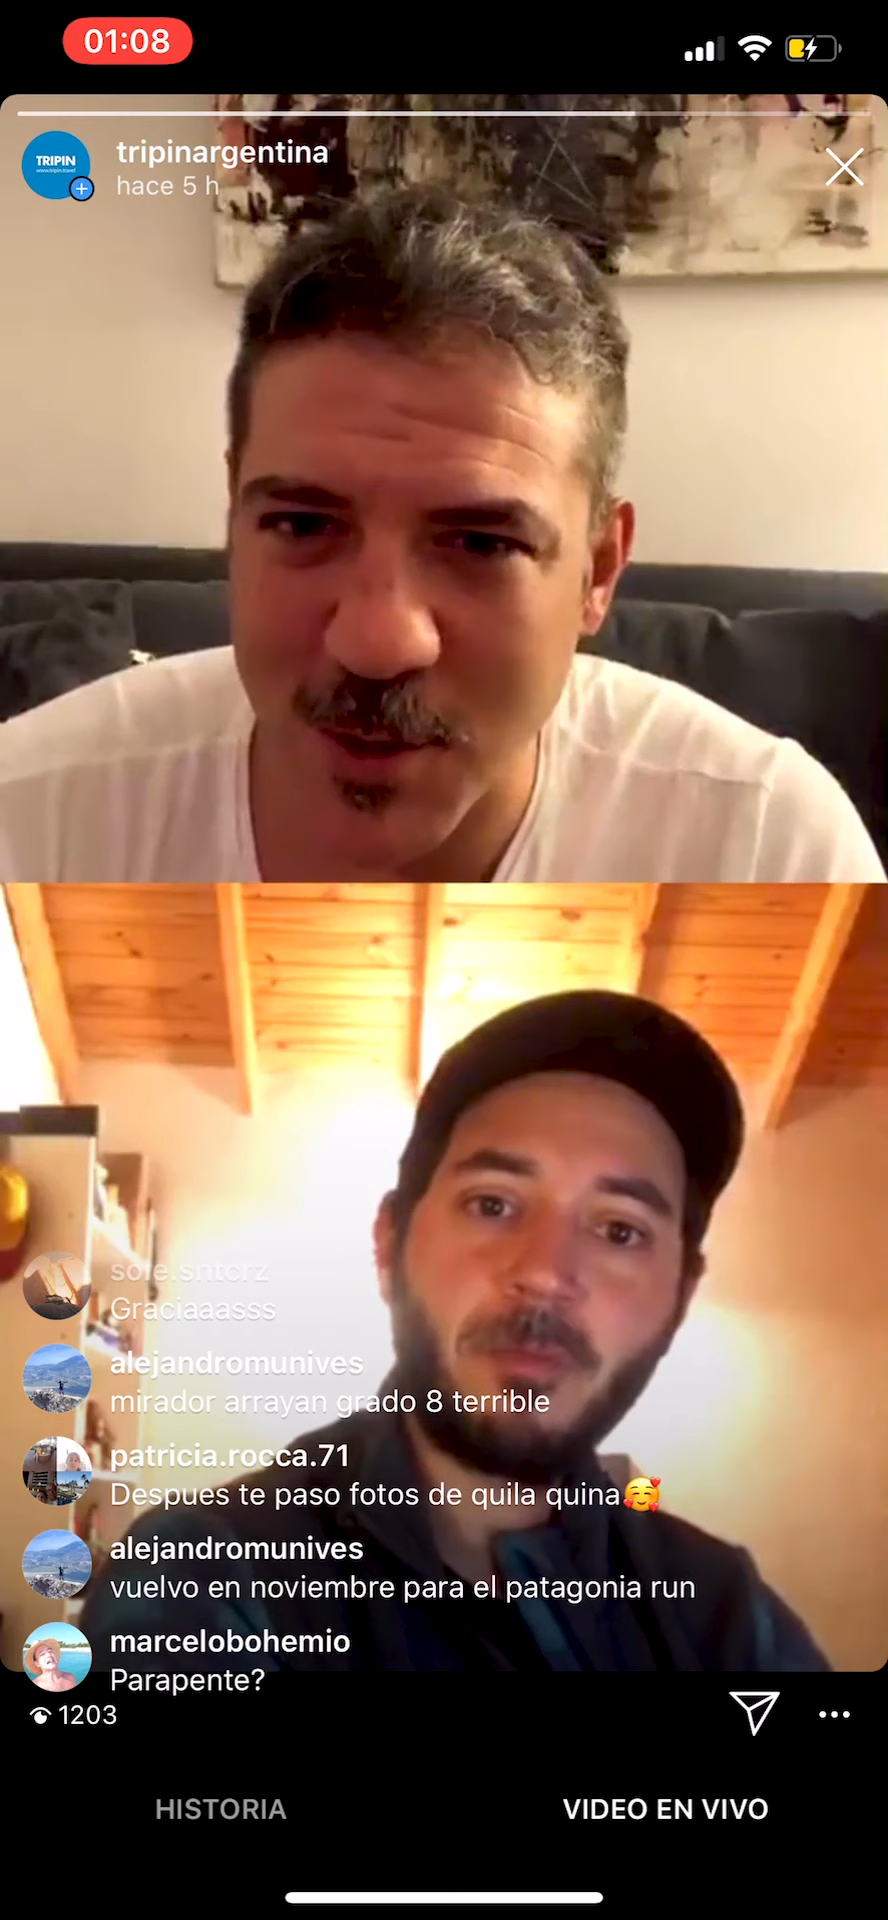 01:08
TRIPIN
tripinargentina
hace 5 h
sole.sntcrz
Graciaaasss
alejandromunives
mirador arrayan grado 8 terrible
patricia.rocca.71
Despues te paso fotos de quila quina🥰
alejandromunives
vuelvo en noviembre para el patagonia run
marcelobohemio
Parapente?
1203
HISTORIA
VIDEO EN VIVO